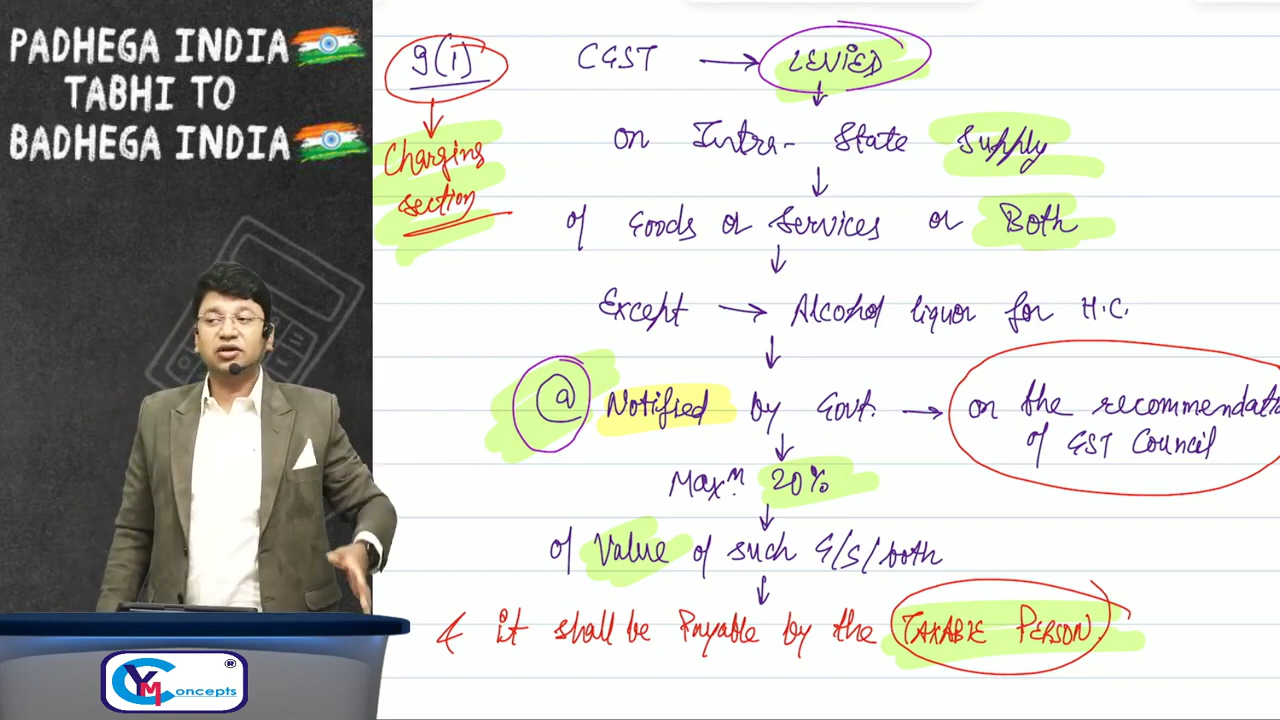 PADHEGA INDIA
TABHI TO
BADHEGA INDIA
9(1) CGST → LEVIED
Charging
section
on Intra- State Supply
of Goods or Services or Both
Except → Alcohol liquor for H.C.
@ Notified by Govt. → on the recommendati
of GST Council
Maxm. 20%
of Value of such G/S/both
& it shall be Payable by the TAXABLE PERSON.
CYM Concepts ®